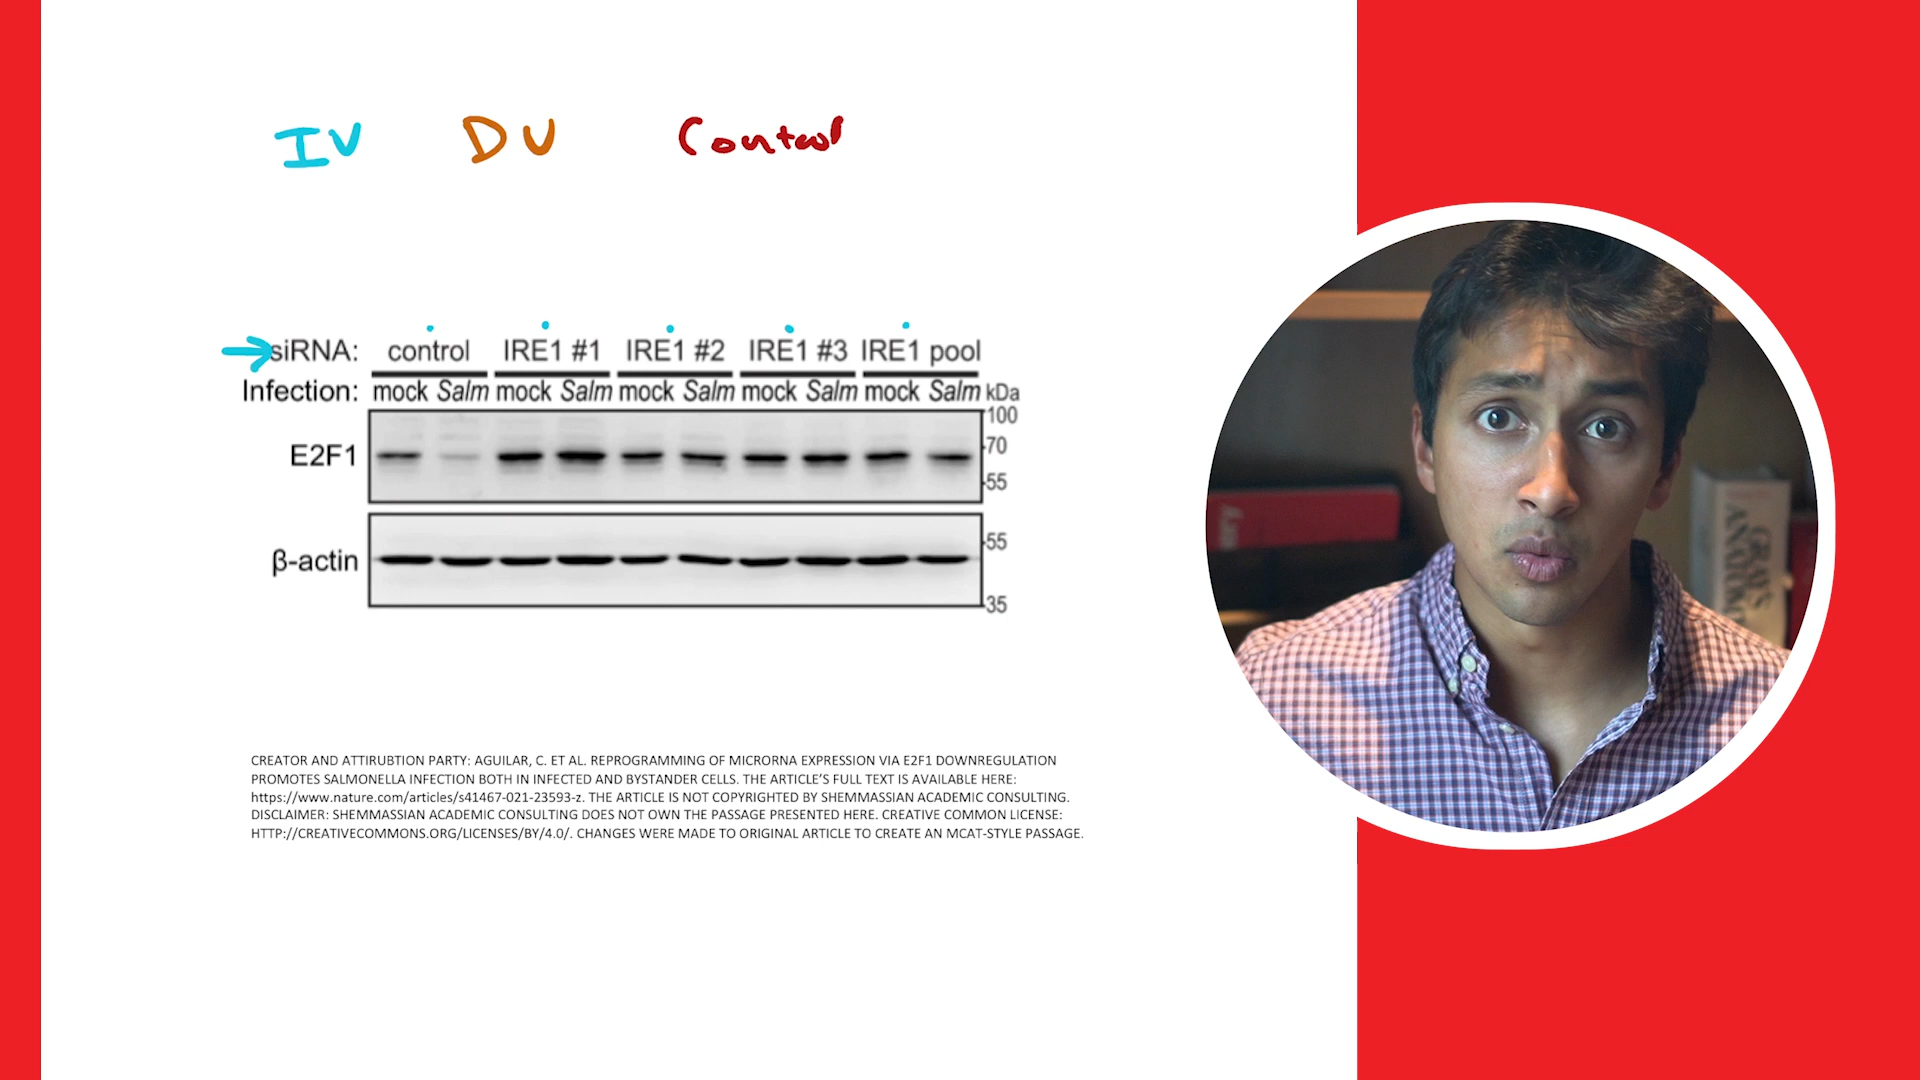 IV DV Control
siRNA: control IRE1 #1 IRE1 #2 IRE1 #3 IRE1 pool
Infection: mock Salm mock Salm mock Salm mock Salm mock Salm kDa
100
E2F1 70
55
55
β-actin
35
CREATOR AND ATTIRUBTION PARTY: AGUILAR, C. ET AL. REPROGRAMMING OF MICRORNA EXPRESSION VIA E2F1 DOWNREGULATION
PROMOTES SALMONELLA INFECTION BOTH IN INFECTED AND BYSTANDER CELLS. THE ARTICLE'S FULL TEXT IS AVAILABLE HERE:
https://www.nature.com/articles/s41467-021-23593-z. THE ARTICLE IS NOT COPYRIGHTED BY SHEMMASSIAN ACADEMIC CONSULTING.
DISCLAIMER: SHEMMASSIAN ACADEMIC CONSULTING DOES NOT OWN THE PASSAGE PRESENTED HERE. CREATIVE COMMON LICENSE:
HTTP://CREATIVECOMMONS.ORG/LICENSES/BY/4.0/. CHANGES WERE MADE TO ORIGINAL ARTICLE TO CREATE AN MCAT-STYLE PASSAGE.
GRAY'S